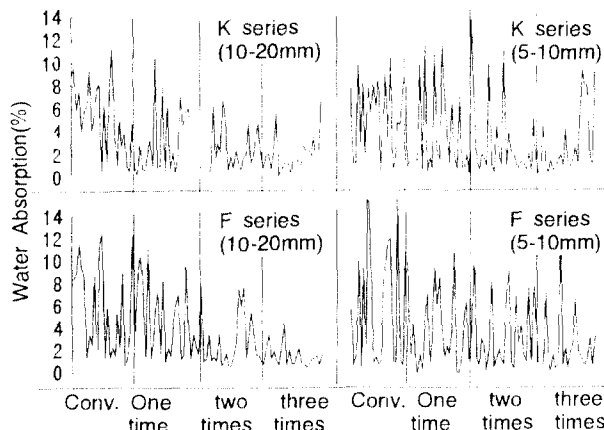 14
12
10
8
6
4
2
0
K series
(10-20mm)
K series
(5-10mm)
Water Absorption(%)
14
12
10
8
6
4
2
0
F series
(10-20mm)
F series
(5-10mm)
Conv. One time two times three times
Conv. One time two times three times